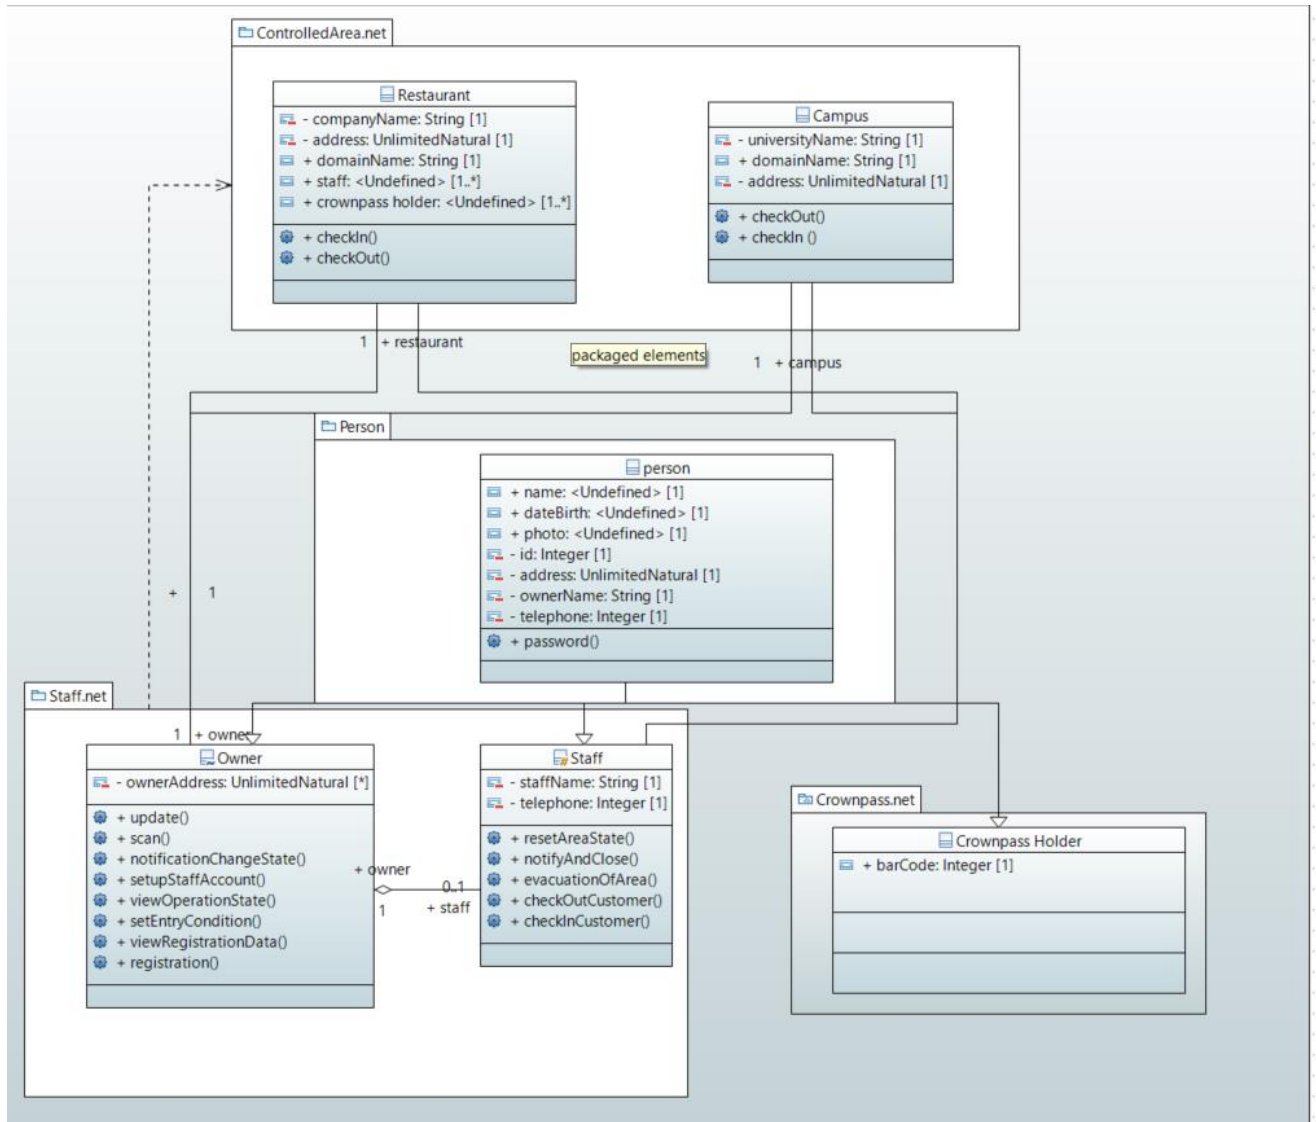 ControlledArea.net
Restaurant
- companyName: String [1]
- address: UnlimitedNatural [1]
+ domainName: String [1]
+ staff: <Undefined> [1..*]
+ crownpass holder: <Undefined> [1..*]
+ checkIn()
+ checkOut()
Campus
- universityName: String [1]
+ domainName: String [1]
- address: UnlimitedNatural [1]
+ checkOut()
+ checkIn ()
1 + restaurant
packaged elements
1 + campus
Person
person
+ name: <Undefined> [1]
+ dateBirth: <Undefined> [1]
+ photo: <Undefined> [1]
- id: Integer [1]
- address: UnlimitedNatural [1]
- ownerName: String [1]
- telephone: Integer [1]
+ password()
+ 1
Staff.net
1 + owner
Owner
- ownerAddress: UnlimitedNatural [*]
+ update()
+ scan()
+ notificationChangeState()
+ setupStaffAccount()
+ viewOperationState()
+ setEntryCondition()
+ viewRegistrationData()
+ registration()
+ owner
1
0..1
+ staff
Staff
- staffName: String [1]
- telephone: Integer [1]
+ resetAreaState()
+ notifyAndClose()
+ evacuationOfArea()
+ checkOutCustomer()
+ checkInCustomer()
Crownpass.net
Crownpass Holder
+ barCode: Integer [1]